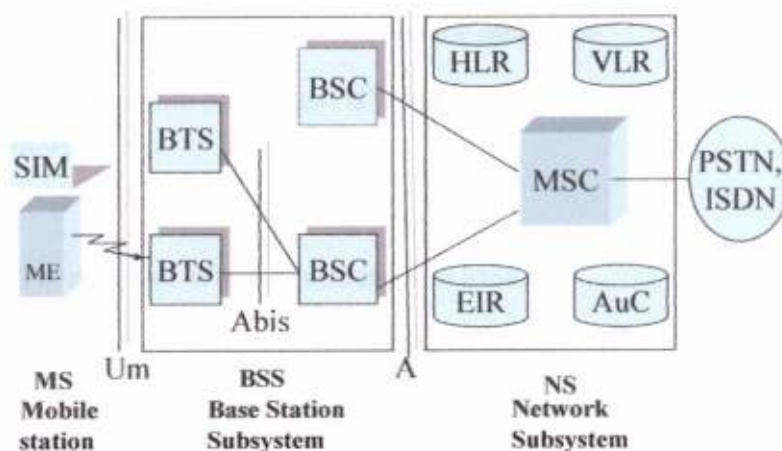 HLR
VLR
BSC
BTS
SIM
MSC
PSTN,
ISDN
ME
BTS
BSC
EIR
AuC
Abis
Um
A
MS
Mobile
station
BSS
Base Station
Subsystem
NS
Network
Subsystem